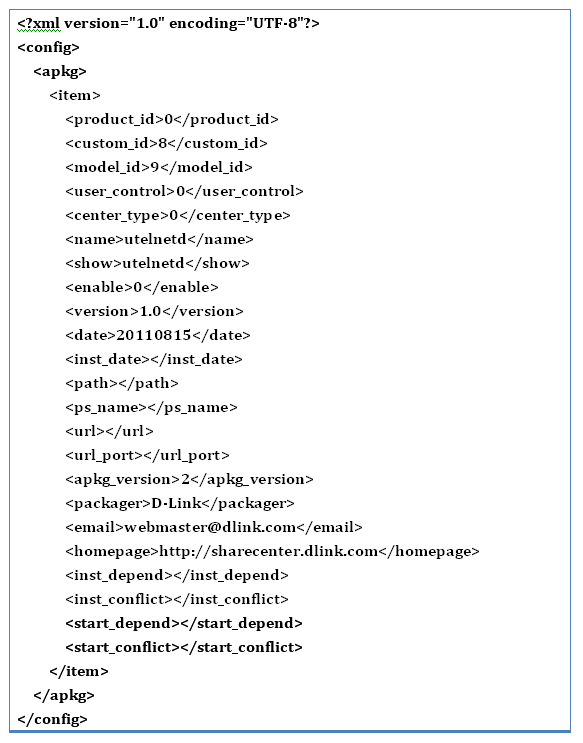 <?xml version="1.0" encoding="UTF-8"?>
<config>
<apkg>
<item>
<product_id>0</product_id>
<custom_id>8</custom_id>
<model_id>9</model_id>
<user_control>0</user_control>
<center_type>0</center_type>
<name>utelnetd</name>
<show>utelnetd</show>
<enable>0</enable>
<version>1.0</version>
<date>20110815</date>
<inst_date></inst_date>
<path></path>
<ps_name></ps_name>
<url></url>
<url_port></url_port>
<apkg_version>2</apkg_version>
<packager>D-Link</packager>
<email>webmaster@dlink.com</email>
<homepage>http://sharecenter.dlink.com</homepage>
<inst_depend></inst_depend>
<inst_conflict></inst_conflict>
<start_depend></start_depend>
<start_conflict></start_conflict>
</item>
</apkg>
</config>